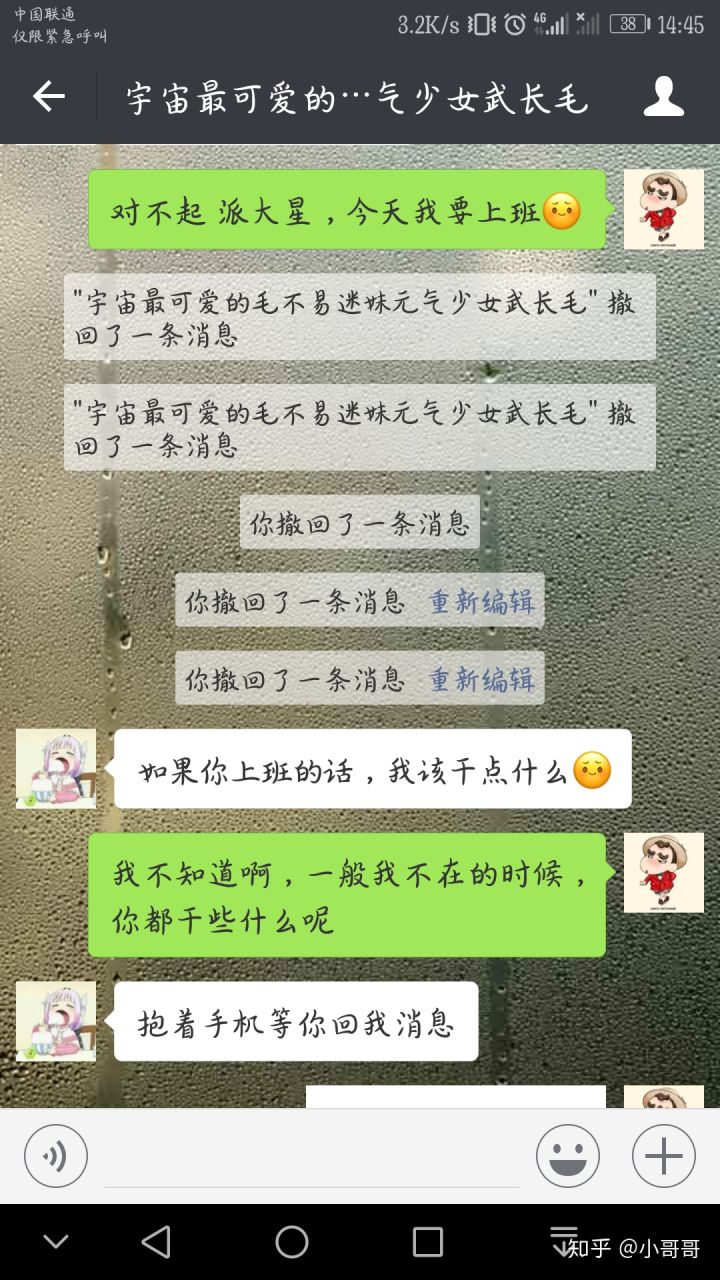 中国联通
仅限紧急呼叫
3.2K/s 4G 38 14:45
宇宙最可爱的…气少女武长毛
对不起 派大星，今天我要上班
"宇宙最可爱的毛不易迷妹元气少女武长毛" 撤
回了一条消息
"宇宙最可爱的毛不易迷妹元气少女武长毛" 撤
回了一条消息
你撤回了一条消息
你撤回了一条消息 重新编辑
你撤回了一条消息 重新编辑
如果你上班的话，我该干点什么
我不知道啊，一般我不在的时候，
你都干些什么呢
抱着手机等你回我消息
知乎 @小哥哥